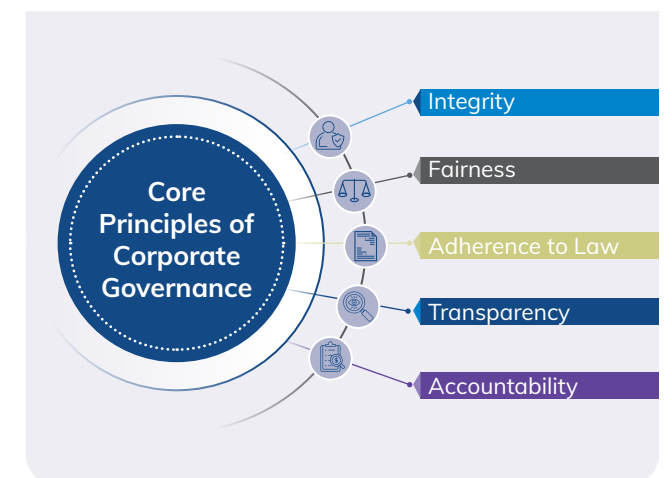 Core
Principles of
Corporate
Governance
Integrity
Fairness
Adherence to Law
Transparency
Accountability